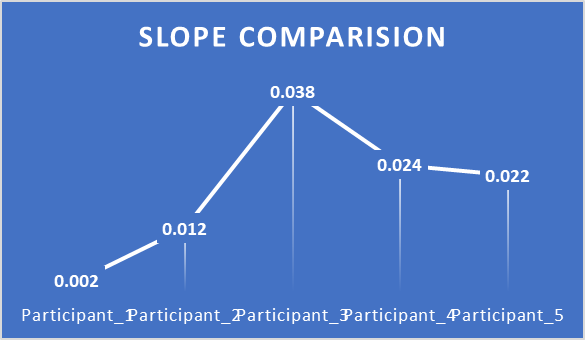 SLOPE COMPARISION
0.038
0.024
0.022
0.012
0.002
Participant_1 Participant_2 Participant_3 Participant_4 Participant_5